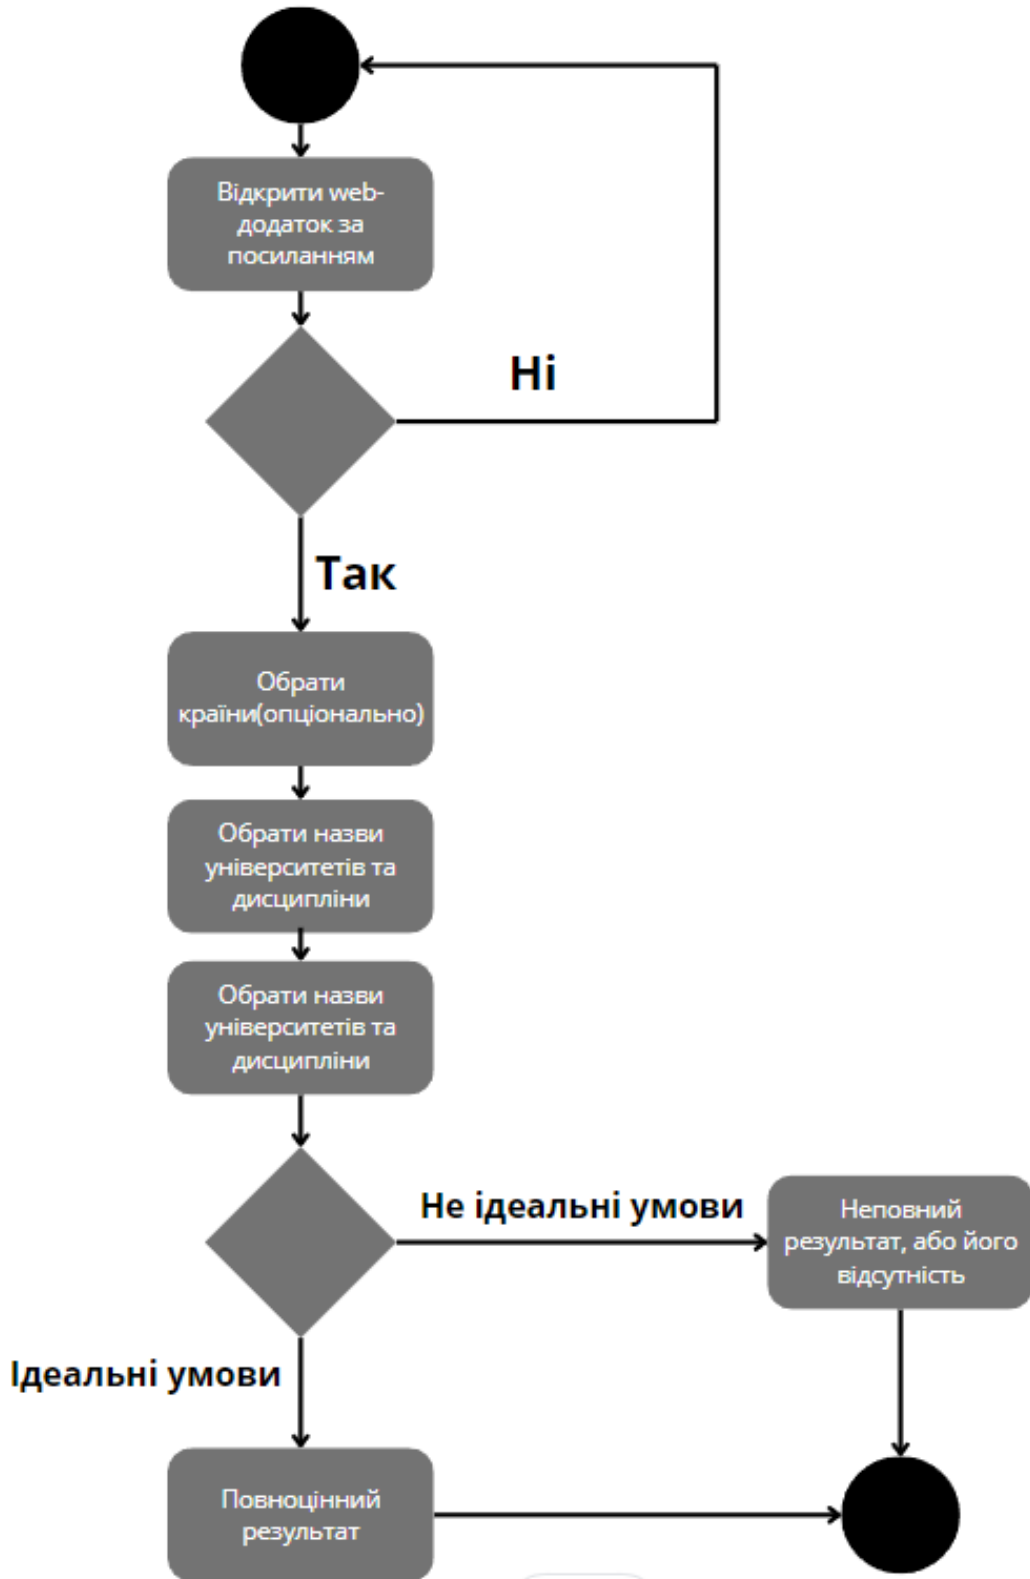 Відкрити web-
додаток за
посиланням
Ні
Так
Обрати
країни(опціонально)
Обрати назви
університетів та
дисципліни
Обрати назви
університетів та
дисципліни
Не ідеальні умови
Неповний
результат, або його
відсутність
Ідеальні умови
Повноцінний
результат